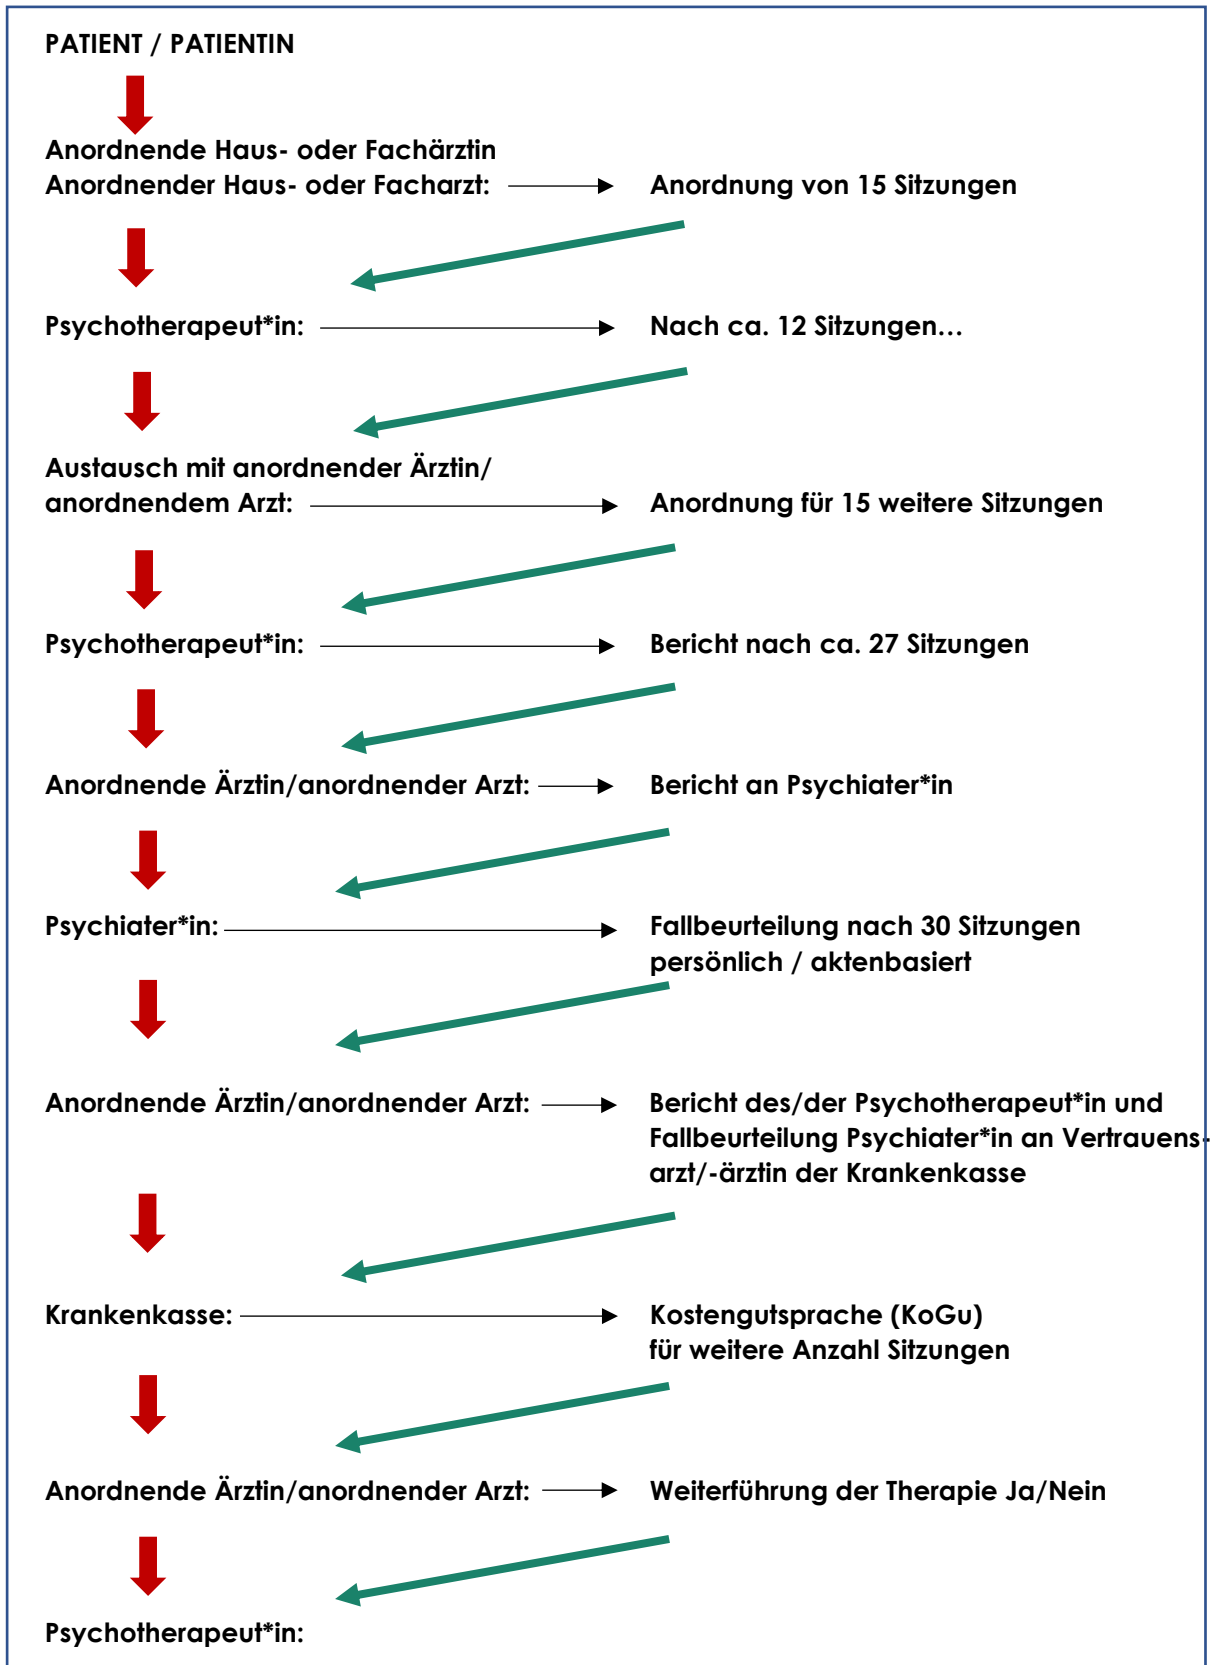 PATIENT / PATIENTIN
Anordnende Haus- oder Fachärztin
Anordnender Haus- oder Facharzt:
Anordnung von 15 Sitzungen
Psychotherapeut*in:
Nach ca. 12 Sitzungen…
Austausch mit anordnender Ärztin/
anordnendem Arzt:
Anordnung für 15 weitere Sitzungen
Psychotherapeut*in:
Bericht nach ca. 27 Sitzungen
Anordnende Ärztin/anordnender Arzt:
Bericht an Psychiater*in
Psychiater*in:
Fallbeurteilung nach 30 Sitzungen
persönlich / aktenbasiert
Anordnende Ärztin/anordnender Arzt:
Bericht des/der Psychotherapeut*in und
Fallbeurteilung Psychiater*in an Vertrauens-
arzt/-ärztin der Krankenkasse
Krankenkasse:
Kostengutsprache (KoGu)
für weitere Anzahl Sitzungen
Anordnende Ärztin/anordnender Arzt:
Weiterführung der Therapie Ja/Nein
Psychotherapeut*in: